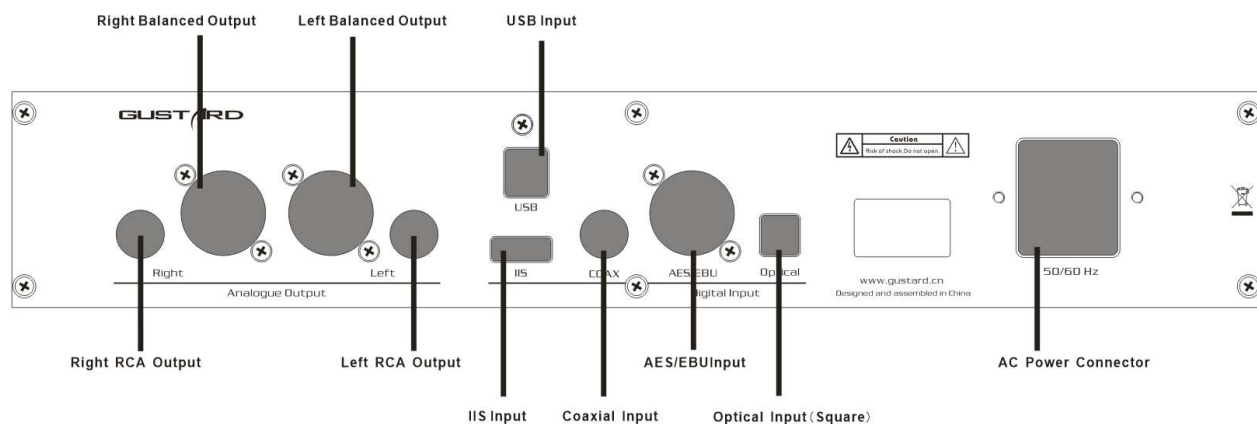 Right Balanced Output
Left Balanced Output
USB Input
GUSTARD
Caution
Risk of shock.Do not open.
USB
Right
Left
IIS
COAX
AES/EBU
Optical
50/60 Hz
Analogue Output
digital Input
www.gustard.cn
Designed and assembled in China
Right RCA Output
Left RCA Output
AES/EBUInput
AC Power Connector
IIS Input
Coaxial Input
Optical Input(Square)